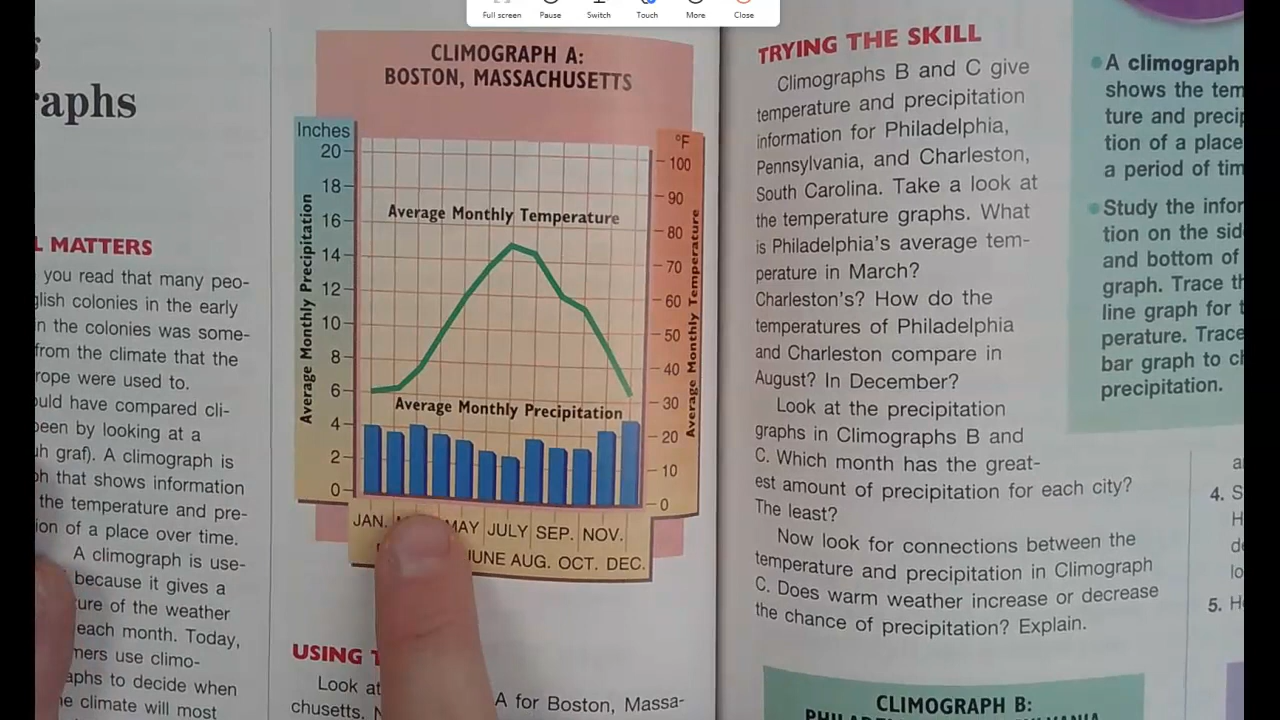 Full screen
Pause
Switch
Touch
More
Close
raphs
L MATTERS
you read that many peo-
glish colonies in the early
n the colonies was some-
from the climate that the
rope were used to.
ould have compared cli-
been by looking at a
graf). A climograph is
that shows information
the temperature and pre-
ion of a place over time.
A climograph is use-
because it gives a
ture of the weather
each month. Today,
mers use climo-
aphs to decide when
climate will most
CLIMOGRAPH A:
BOSTON, MASSACHUSETTS
Inches
20
18
16
14
12
10
8
6
4
2
0
Average Monthly Precipitation
°F
100
90
80
70
60
50
40
30
20
10
0
Average Monthly Temperature
Average Monthly Temperature
Average Monthly Precipitation
JAN.
MAY
JULY
SEP.
NOV.
JUNE
AUG.
OCT.
DEC.
USING
Look at
A for Boston, Massa-
chusetts.
TRYING THE SKILL
Climographs B and C give
temperature and precipitation
information for Philadelphia,
Pennsylvania, and Charleston,
South Carolina. Take a look at
the temperature graphs. What
is Philadelphia's average tem-
perature in March?
Charleston's? How do the
temperatures of Philadelphia
and Charleston compare in
August? In December?
Look at the precipitation
graphs in Climographs B and
C. Which month has the great-
est amount of precipitation for each city?
The least?
Now look for connections between the
temperature and precipitation in Climograph
C. Does warm weather increase or decrease
the chance of precipitation? Explain.
CLIMOGRAPH B:
A climograph
shows the tem
ture and precip
tion of a place
a period of tim
Study the infor
tion on the sid
and bottom of
graph. Trace th
line graph for t
perature. Trace
bar graph to ch
precipitation.
4. S
5. H